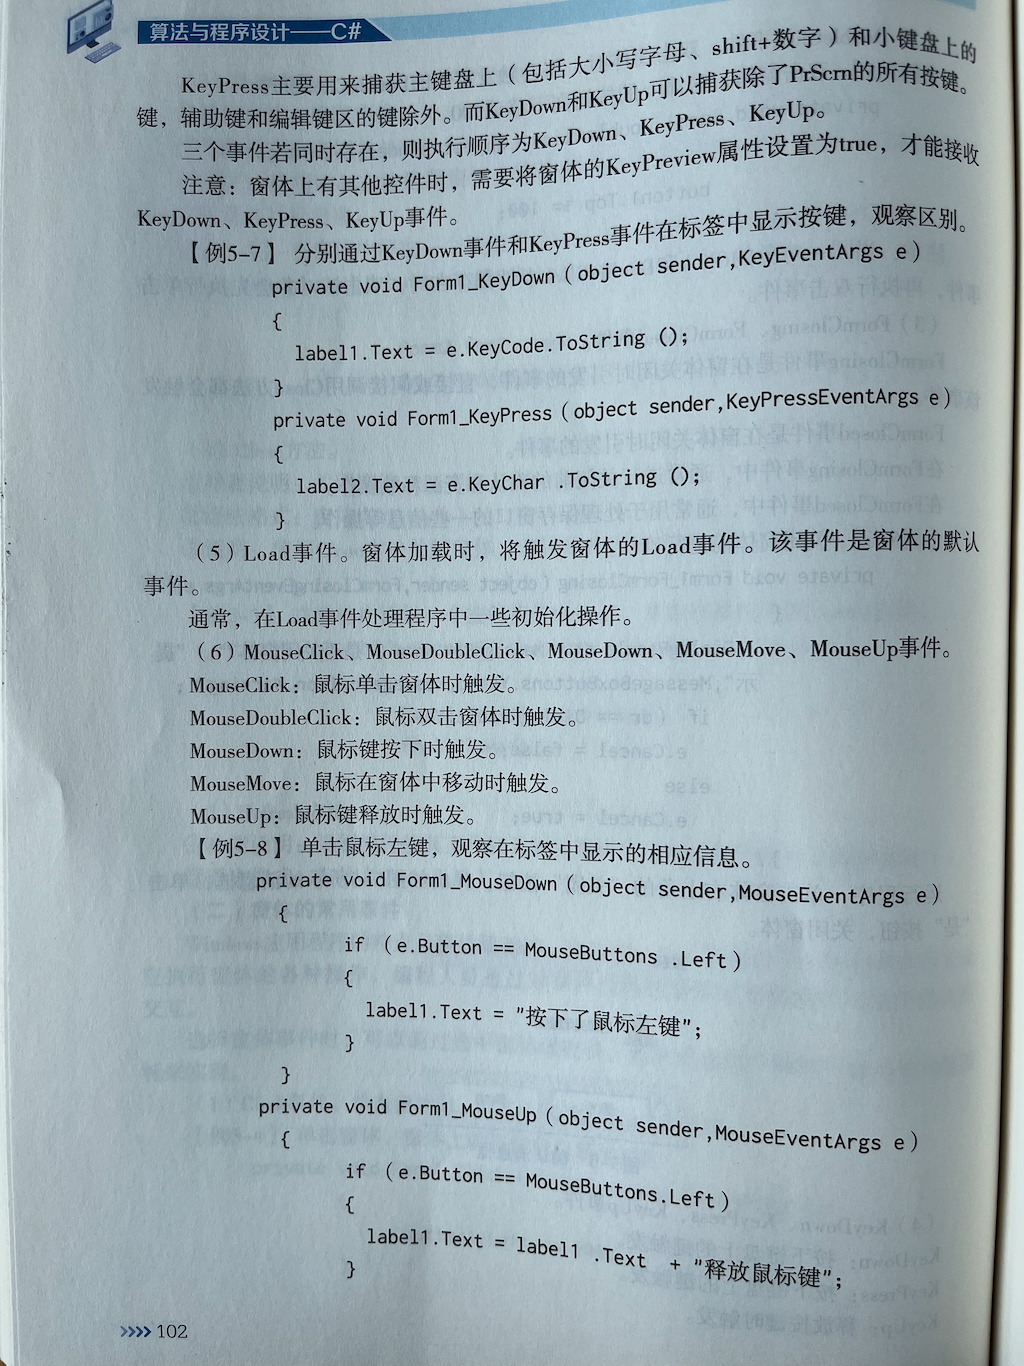 算法与程序设计——C#
KeyPress主要用来捕获主键盘上（包括大小写字母、shift+数字）和小键盘上的
键，辅助键和编辑键区的键除外。而KeyDown和KeyUp可以捕获除了PrScrn的所有按键。
三个事件若同时存在，则执行顺序为KeyDown、KeyPress、KeyUp。
注意：窗体上有其他控件时，需要将窗体的KeyPreview属性设置为true，才能接收
KeyDown、KeyPress、KeyUp事件。
【例5-7】 分别通过KeyDown事件和KeyPress事件在标签中显示按键，观察区别。
private void Form1_KeyDown（object sender,KeyEventArgs e）
{
label1.Text = e.KeyCode.ToString ();
}
private void Form1_KeyPress（object sender,KeyPressEventArgs e）
{
label2.Text = e.KeyChar .ToString ();
}
（5）Load事件。窗体加载时，将触发窗体的Load事件。该事件是窗体的默认
事件。
通常，在Load事件处理程序中一些初始化操作。
（6）MouseClick、MouseDoubleClick、MouseDown、MouseMove、MouseUp事件。
MouseClick：鼠标单击窗体时触发。
MouseDoubleClick：鼠标双击窗体时触发。
MouseDown：鼠标键按下时触发。
MouseMove：鼠标在窗体中移动时触发。
MouseUp：鼠标键释放时触发。
【例5-8】 单击鼠标左键，观察在标签中显示的相应信息。
private void Form1_MouseDown（object sender,MouseEventArgs e）
{
if （e.Button == MouseButtons .Left）
{
label1.Text = "按下了鼠标左键";
}
}
private void Form1_MouseUp（object sender,MouseEventArgs e）
{
if （e.Button == MouseButtons.Left）
{
label1.Text = label1 .Text + "释放鼠标键";
}
>>>> 102